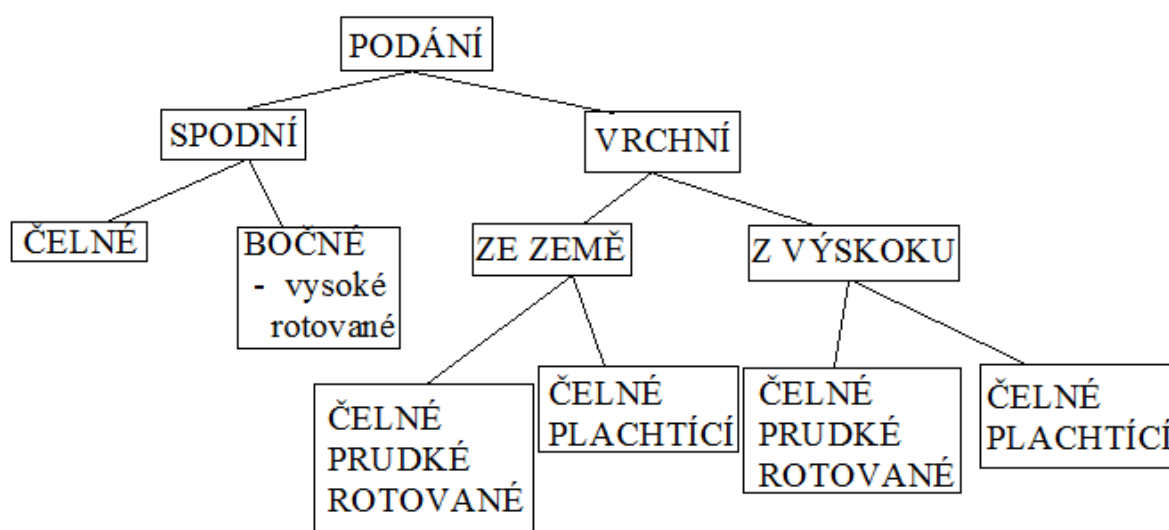 PODÁNÍ
SPODNÍ
VRCHNÍ
ČELNÉ
BOČNÉ
- vysoké
rotované
ZE ZEMĚ
Z VÝSKOKU
ČELNÉ
PRUDKÉ
ROTOVANÉ
ČELNÉ
PLACHTÍCÍ
ČELNÉ
PRUDKÉ
ROTOVANÉ
ČELNÉ
PLACHTÍCÍ